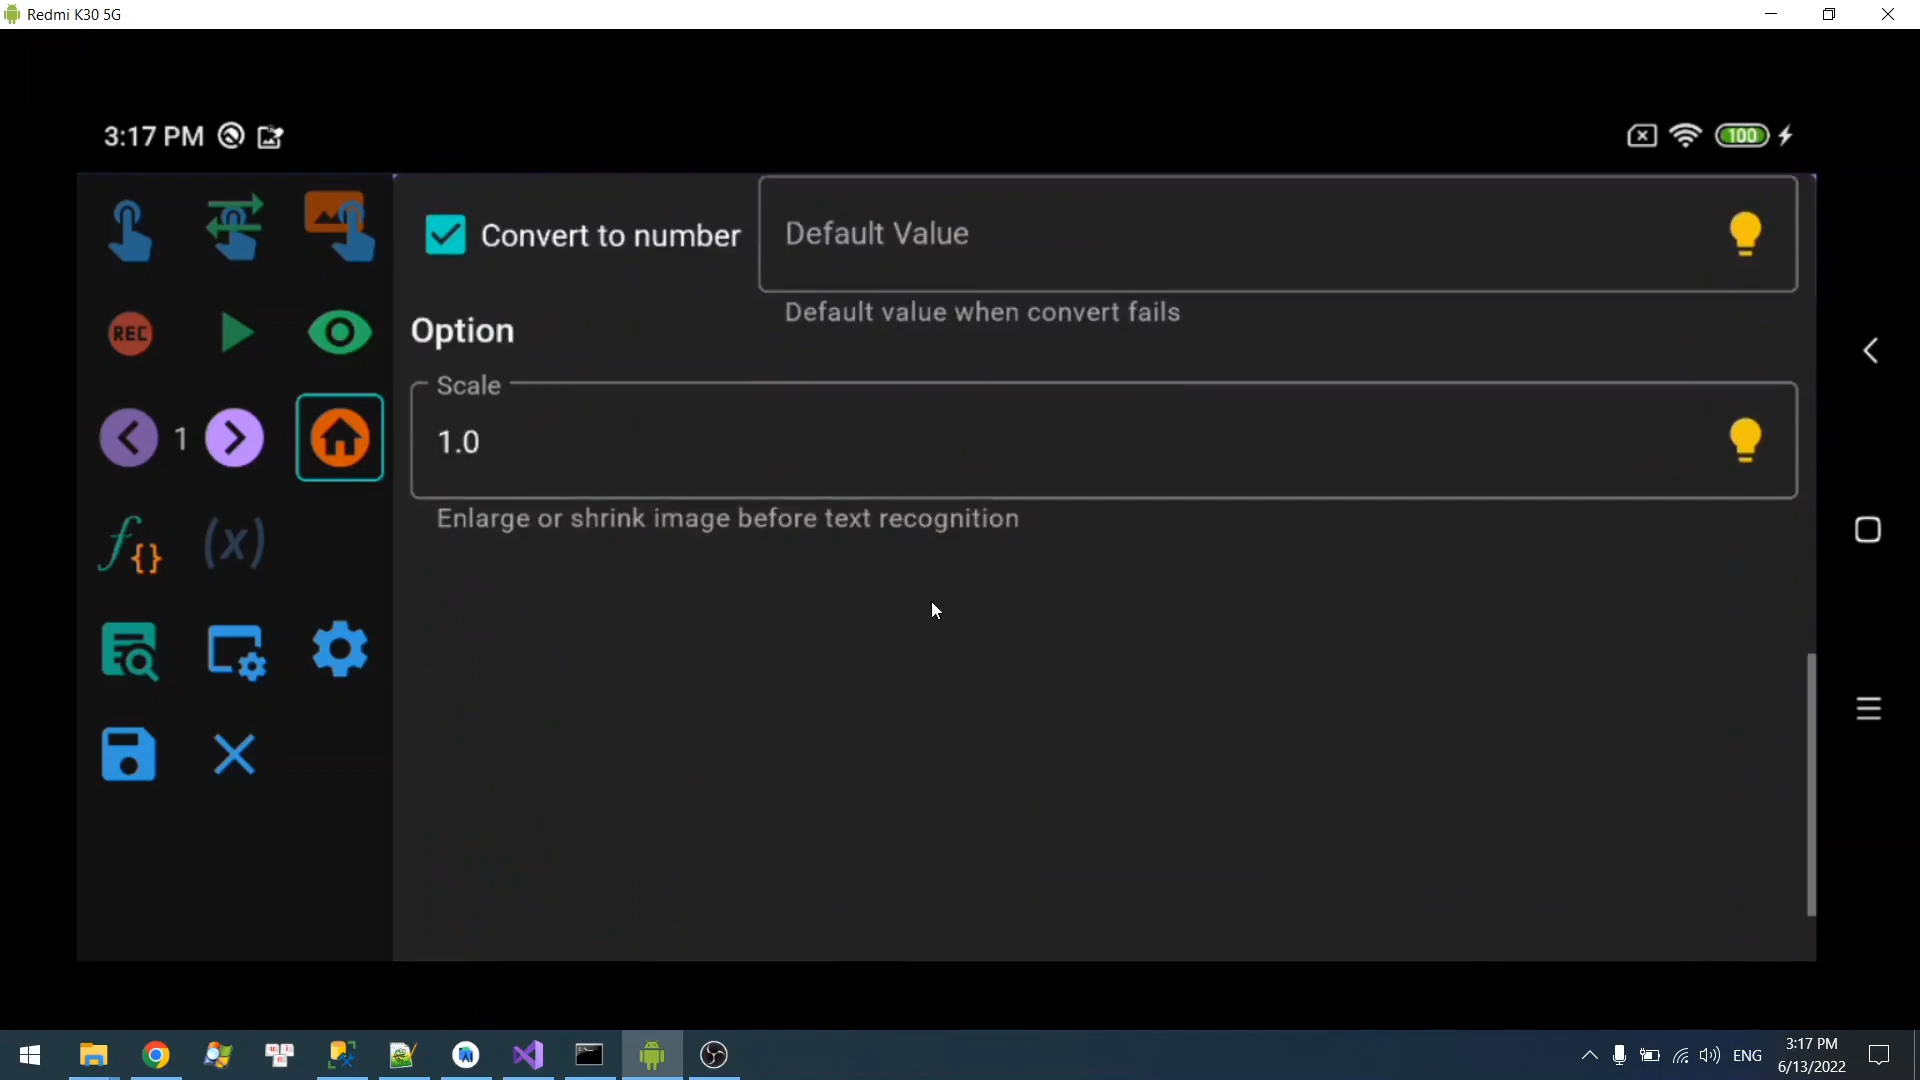 Redmi K30 5G
3:17 PM
100
Convert to number
Default Value
Default value when convert fails
Option
Scale
1.0
Enlarge or shrink image before text recognition
REC
1
f{}
(x)
ENG
3:17 PM
6/13/2022